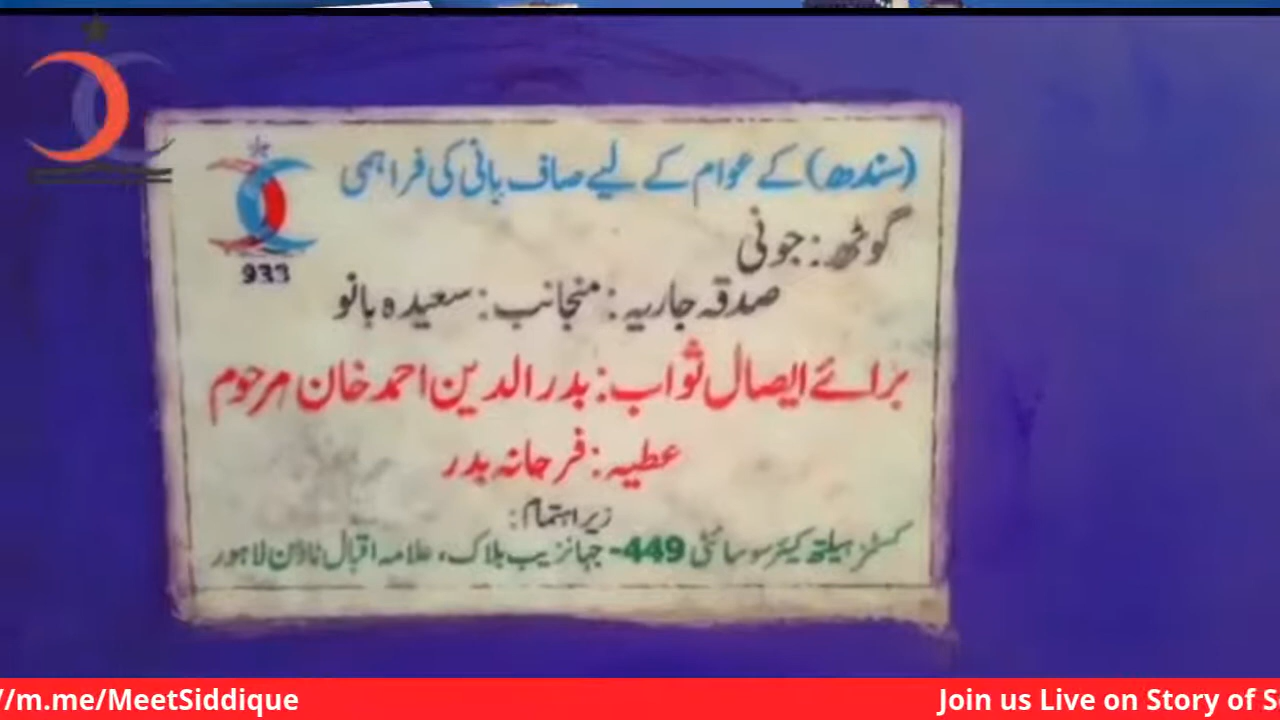 (سندھ) کے عوام کے لیے صاف پانی کی فراہمی
933
گوٹھ: جونی
صدقہ جاریہ: منجانب: سعیدہ بانو
برائے ایصال ثواب: بدر الدین احمد خان مرحوم
عطیہ: فرحانہ بدر
زیر اہتمام:
کسٹمز ہیلتھ کیئر سوسائٹی 449- جہانزیب بلاک، علامہ اقبال ٹاؤن لاہور
//m.me/MeetSiddique
Join us Live on Story of S